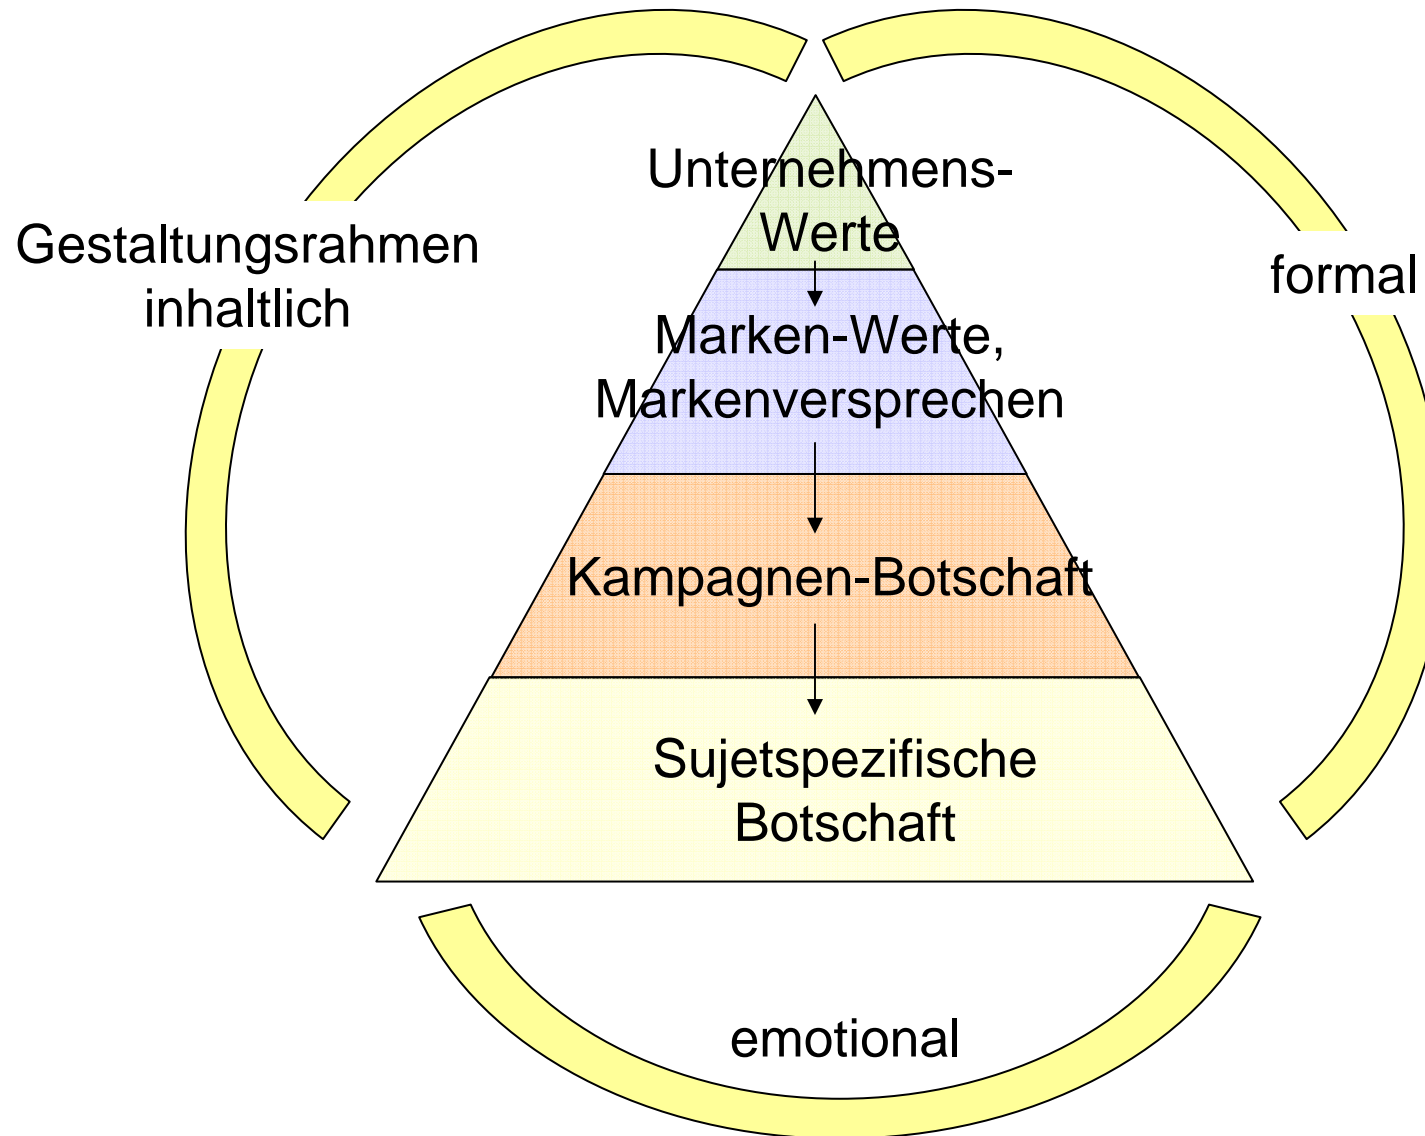 Unternehmens-
Werte
Gestaltungsrahmen
inhaltlich
formal
Marken-Werte,
Markenversprechen
Kampagnen-Botschaft
Sujetspezifische
Botschaft
emotional